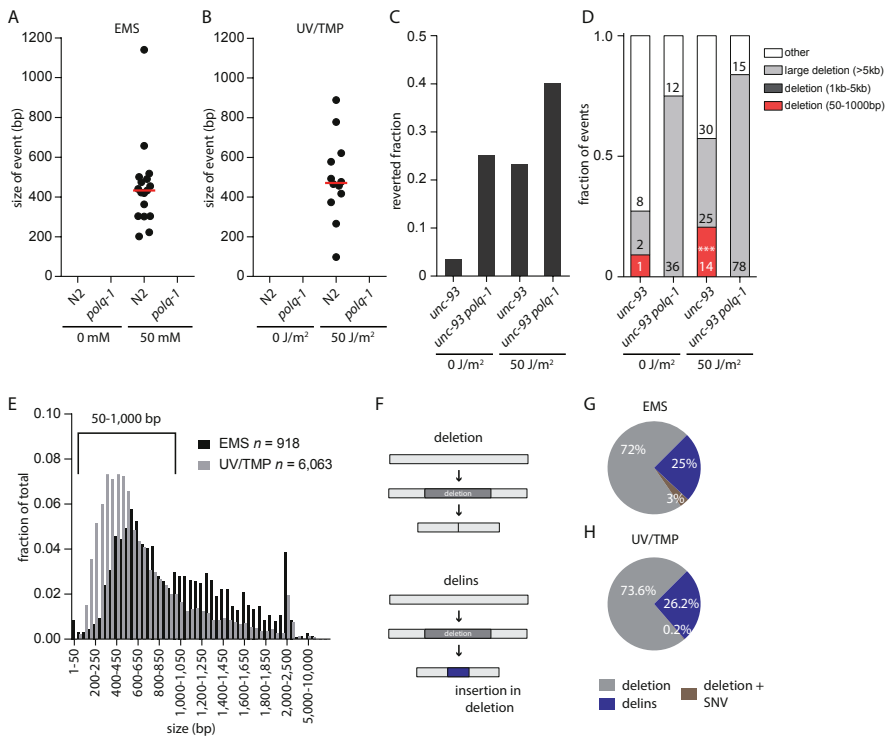 A
EMS
size of event (bp)
1200
1000
800
600
400
200
0
N2
polq-1
N2
polq-1
0 mM
50 mM
B
UV/TMP
size of event (bp)
1200
1000
800
600
400
200
0
N2
polq-1
N2
polq-1
0 J/m²
50 J/m²
C
reverted fraction
0.5
0.4
0.3
0.2
0.1
0
unc-93
unc-93 polq-1
unc-93
unc-93 polq-1
0 J/m²
50 J/m²
D
fraction of events
1.0
0.5
0
8
2
1
12
36
30
25
***
14
15
78
unc-93
unc-93 polq-1
unc-93
unc-93 polq-1
0 J/m²
50 J/m²
other
large deletion (>5kb)
deletion (1kb-5kb)
deletion (50-1000bp)
E
fraction of total
0.10
0.08
0.06
0.04
0.02
0.00
50-1,000 bp
EMS n = 918
UV/TMP n = 6,063
1-50
200-250
400-450
600-650
800-850
1,000-1,050
1,200-1,250
1,400-1,450
1,600-1,650
1,800-1,850
2,000-2,500
5,000-10,000
size (bp)
F
deletion
deletion
delins
deletion
insertion in
deletion
G
EMS
72%
25%
3%
H
UV/TMP
73.6%
26.2%
0.2%
deletion
delins
deletion +
SNV